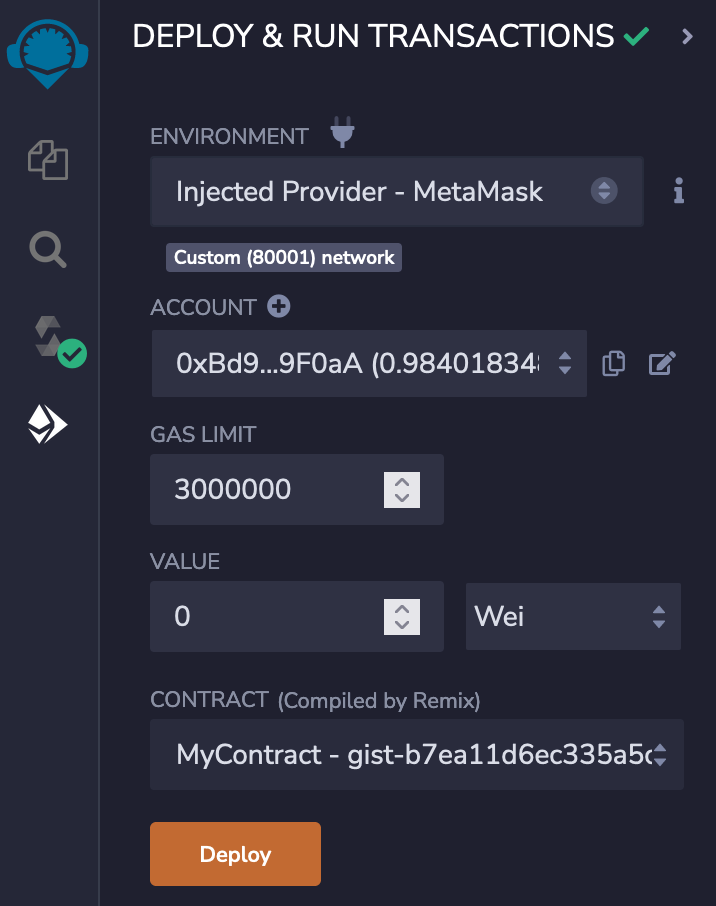 DEPLOY & RUN TRANSACTIONS
ENVIRONMENT
Injected Provider - MetaMask
Custom (80001) network
ACCOUNT
0xBd9...9F0aA (0.98401834
GAS LIMIT
3000000
VALUE
0
Wei
CONTRACT (Compiled by Remix)
MyContract - gist-b7ea11d6ec335a5
Deploy